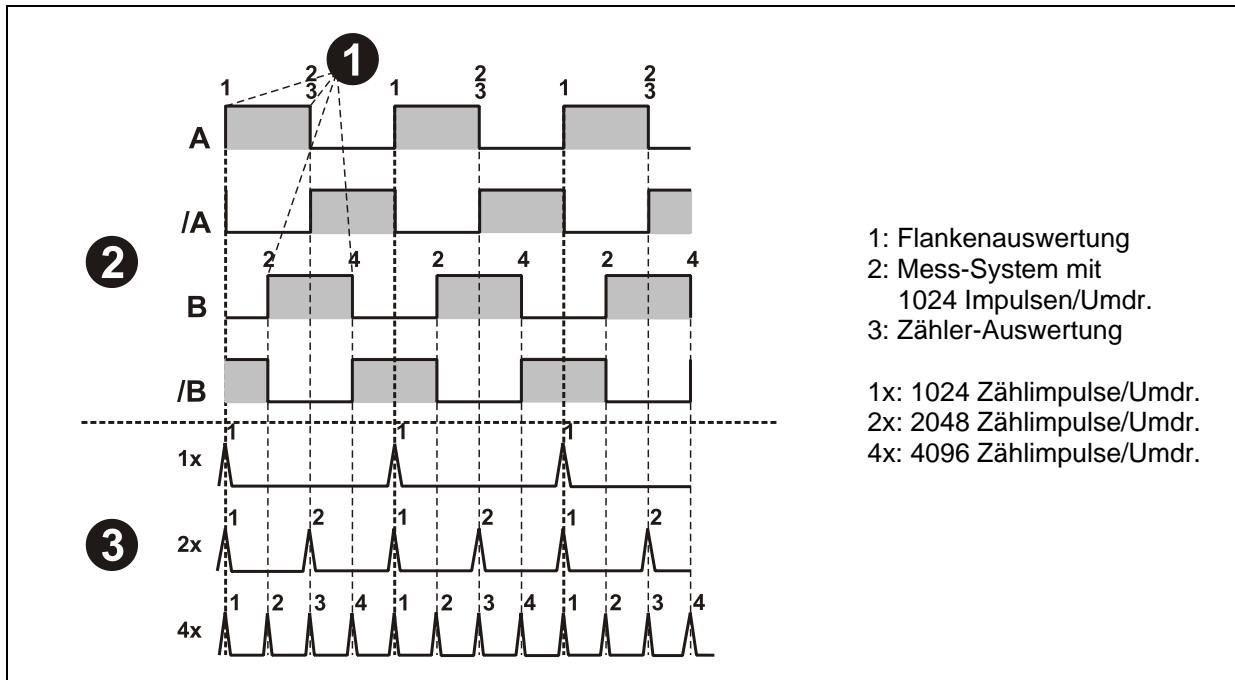 1
2 2 2
1 3 1 3 1 3
A
/A
2
2 4 2 4 2 4
B
/B
1 1 1
1x
3
1 2 1 2 1 2
2x
1 2 3 4 1 2 3 4 1 2 3 4
4x
1: Flankenauswertung
2: Mess-System mit
1024 Impulsen/Umdr.
3: Zähler-Auswertung
1x: 1024 Zählimpulse/Umdr.
2x: 2048 Zählimpulse/Umdr.
4x: 4096 Zählimpulse/Umdr.